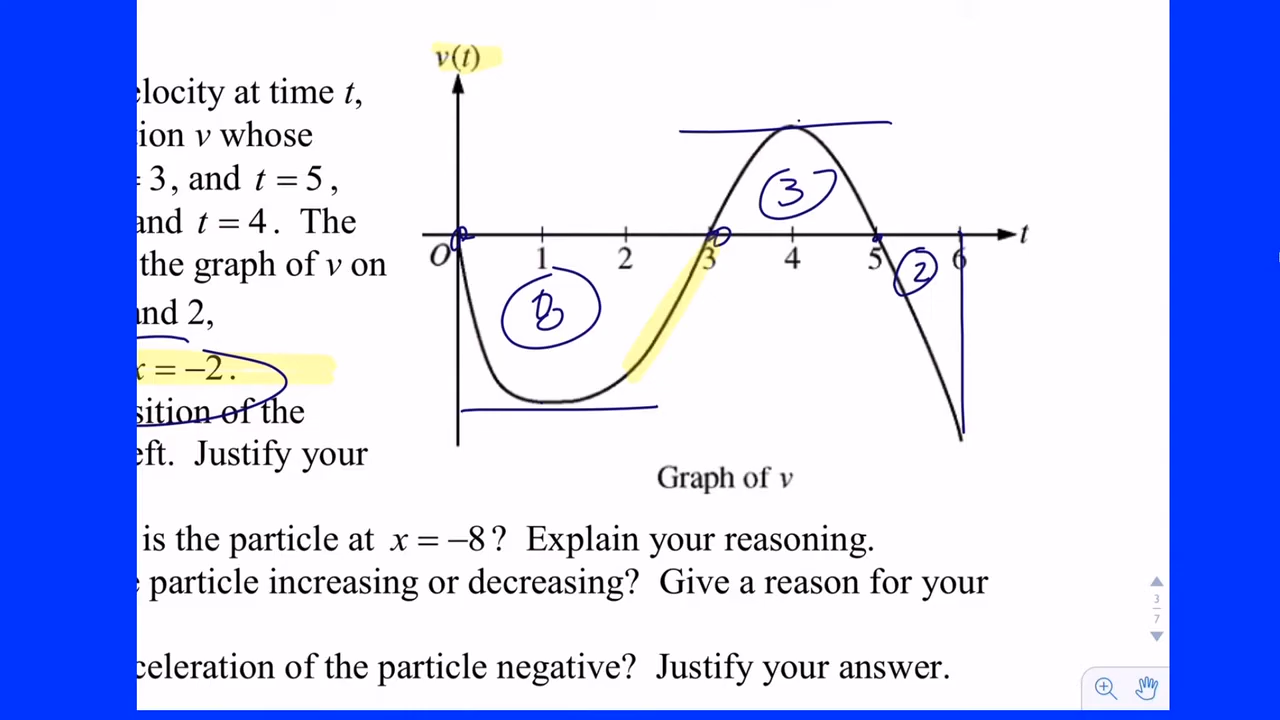 v(t)
elocity at time t,
ion v whose
= 3, and t = 5,
and t = 4. The
the graph of v on
and 2,
x = −2.
sition of the
eft. Justify your
3
O 1 2 3 4 5 6 t
8
2
Graph of v
is the particle at x = −8? Explain your reasoning.
e particle increasing or decreasing? Give a reason for your
celeration of the particle negative? Justify your answer.
3
7